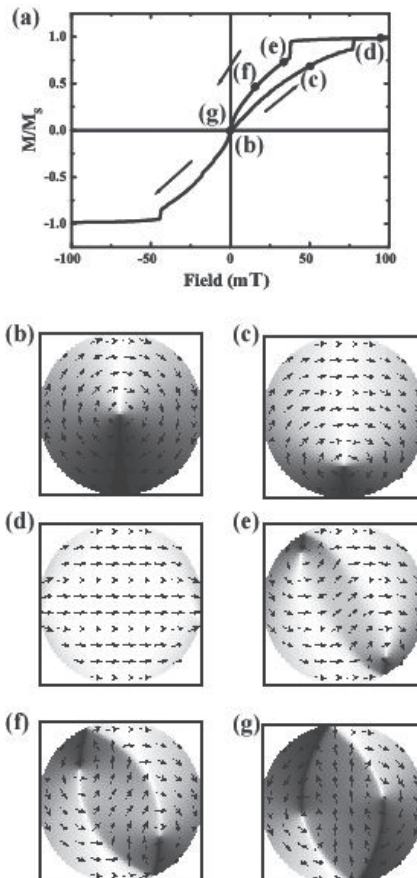 (a)
1.0
(e)
(d)
(f)
(c)
0.5
(g)
0.0
(b)
-0.5
-1.0
M/Ms
-100 -50 0 50 100
Field (mT)
(b) (c)
(d) (e)
(f) (g)